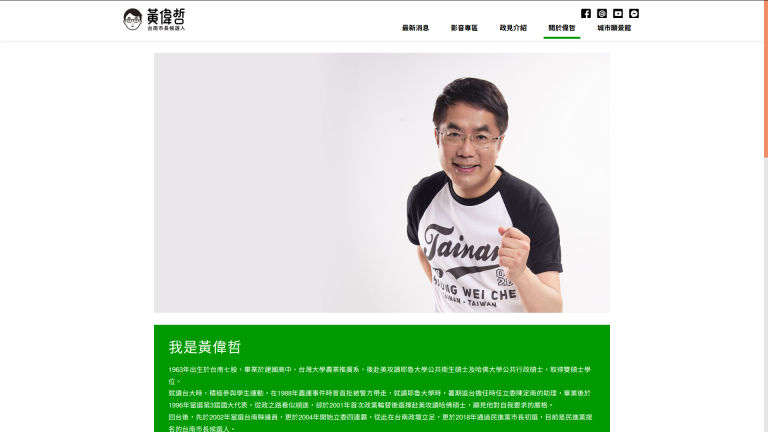 黃偉哲
台南市長候選人
最新消息 影音專區 政見介紹 關於偉哲 城市願景館
Tainan
HUANG WEI CHE
TAINAN - TAIWAN
我是黃偉哲
1963年出生於台南七股，畢業於建國高中、台灣大學農業推廣系，後赴美攻讀耶魯大學公共衛生碩士及哈佛大學公共行政碩士，取得雙碩士學
位。
就讀台大時，積極參與學生運動，在1988年農運事件時曾首批被警方帶走，就讀耶魯大學時，暑期返台擔任時任立委陳定南的助理，畢業後於
1996年當選第3屆國大代表，從政之路看似順遂，卻於2001年首次政黨輪替後選擇赴美攻讀哈佛碩士，顯見他對自我要求的嚴格。
回台後，先於2002年當選台南縣議員，更於2004年開始立委四連霸，從此在台南政壇立足，更於2018年通過民進黨市長初選，目前是民進黨提
名的台南市長候選人。